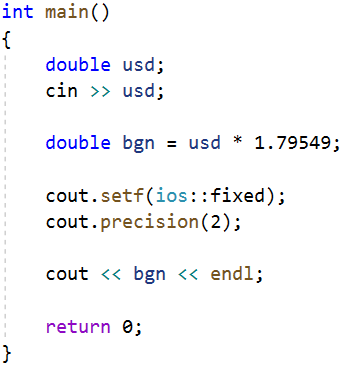 int main()
{
    double usd;
    cin >> usd;

    double bgn = usd * 1.79549;

    cout.setf(ios::fixed);
    cout.precision(2);

    cout << bgn << endl;

    return 0;
}